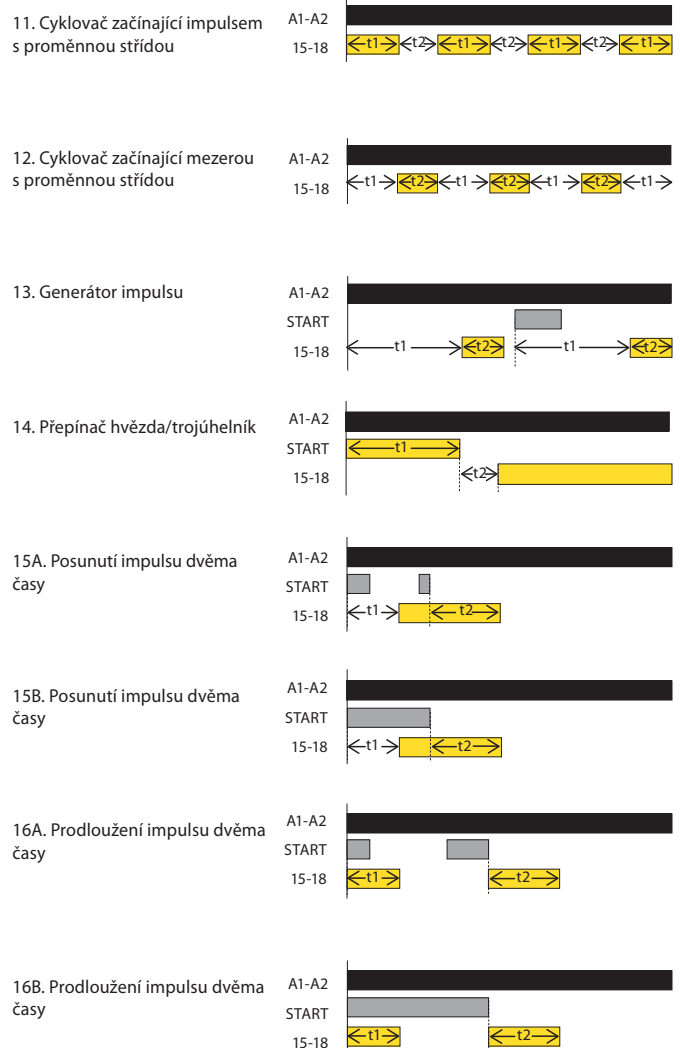 11. Cyklovač začínající impulsem
s proměnnou střídou
A1-A2
15-18
t1 t2 t1 t2 t1 t2 t1
12. Cyklovač začínající mezerou
s proměnnou střídou
A1-A2
15-18
t1 t2 t1 t2 t1 t2 t1
13. Generátor impulsu
A1-A2
START
15-18
t1 t2 t1 t2
14. Přepínač hvězda/trojúhelník
A1-A2
START
t1
15-18
t2
15A. Posunutí impulsu dvěma
časy
A1-A2
START
15-18
t1 t2
15B. Posunutí impulsu dvěma
časy
A1-A2
START
15-18
t1 t2
16A. Prodloužení impulsu dvěma
časy
A1-A2
START
15-18
t1 t2
16B. Prodloužení impulsu dvěma
časy
A1-A2
START
15-18
t1 t2